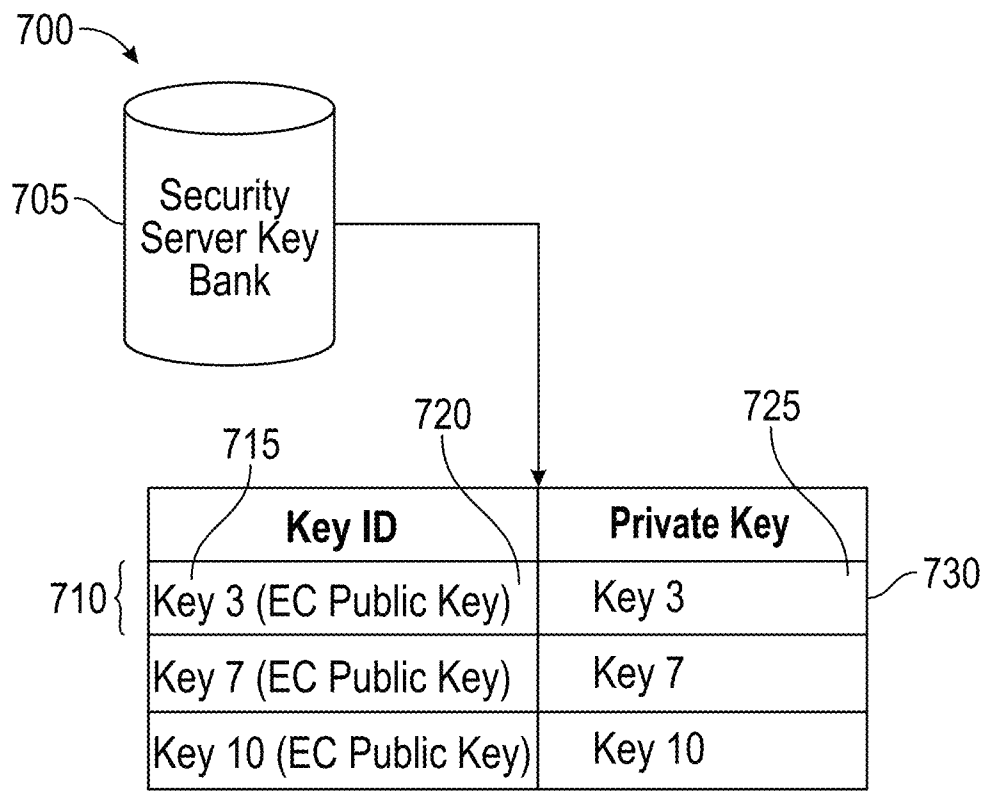 700
705
Security
Server Key
Bank
715
720
725
Key ID
Private Key
710
Key 3 (EC Public Key)
Key 3
730
Key 7 (EC Public Key)
Key 7
Key 10 (EC Public Key)
Key 10